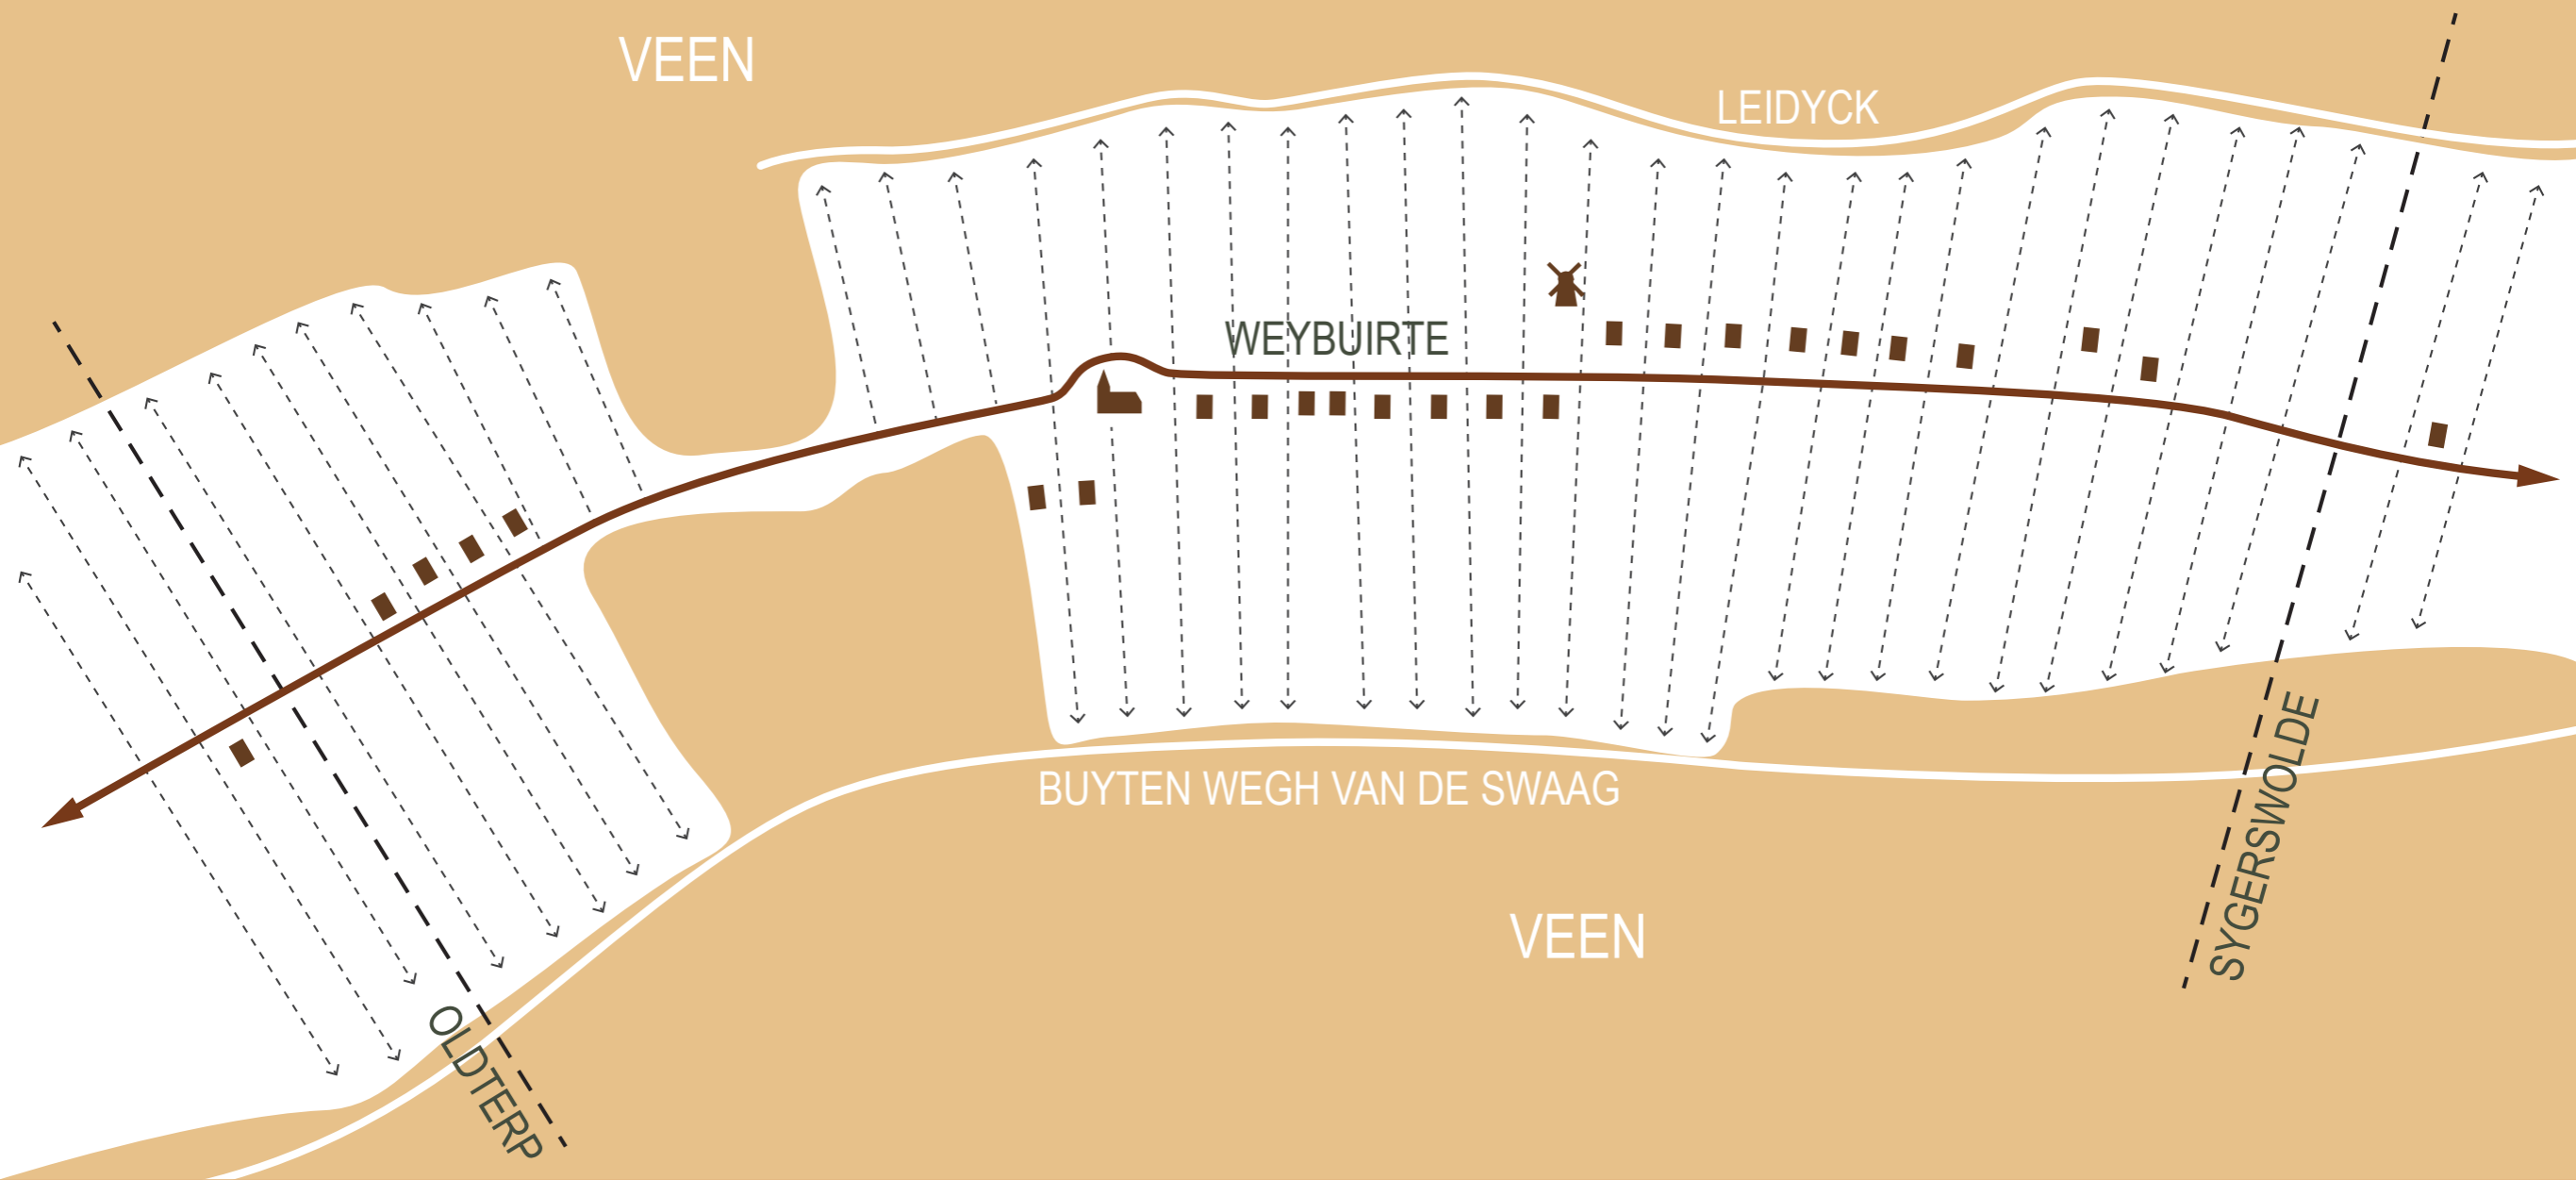 VEEN
LEIDYCK
WEYBUIRTE
SYGERSWOLDE
BUYTEN WEGH VAN DE SWAAG
VEEN
OLDTERP